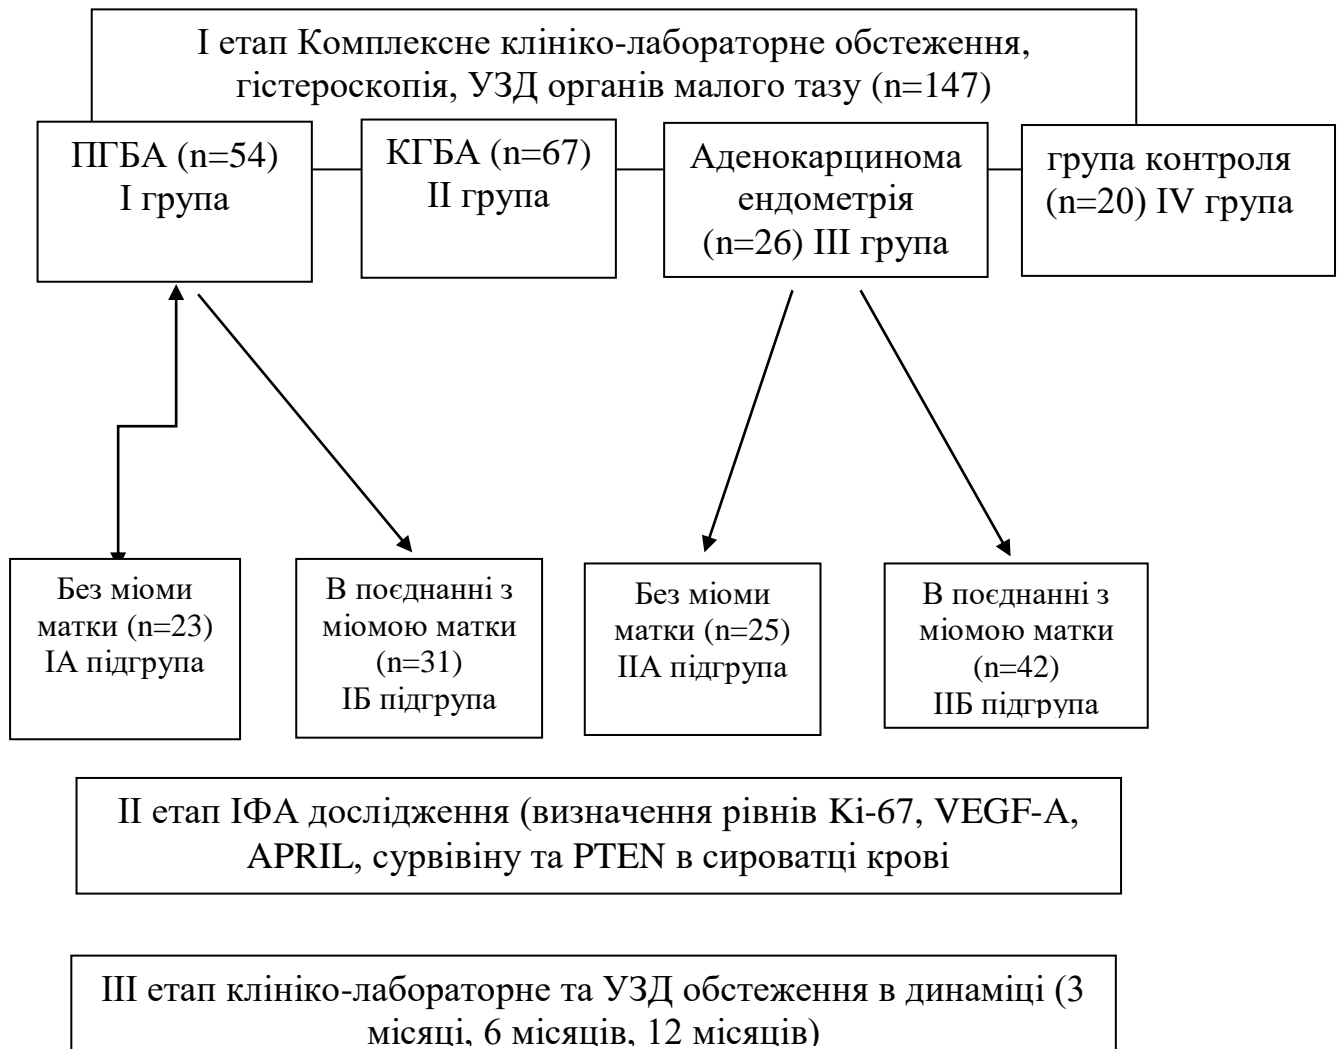 І етап Комплексне клініко-лабораторне обстеження,
гістероскопія, УЗД органів малого тазу (n=147)
ПГБА (n=54)
І група
КГБА (n=67)
ІІ група
Аденокарцинома
ендометрія
(n=26) ІІІ група
група контроля
(n=20) IV група
Без міоми
матки (n=23)
ІА підгрупа
В поєднанні з
міомою матки
(n=31)
ІБ підгрупа
Без міоми
матки (n=25)
ІІА підгрупа
В поєднанні з
міомою матки
(n=42)
ІІБ підгрупа
ІІ етап ІФА дослідження (визначення рівнів Ki-67, VEGF-A,
APRIL, сурвівіну та PTEN в сироватці крові
ІІІ етап клініко-лабораторне та УЗД обстеження в динаміці (3
місяці, 6 місяців, 12 місяців)